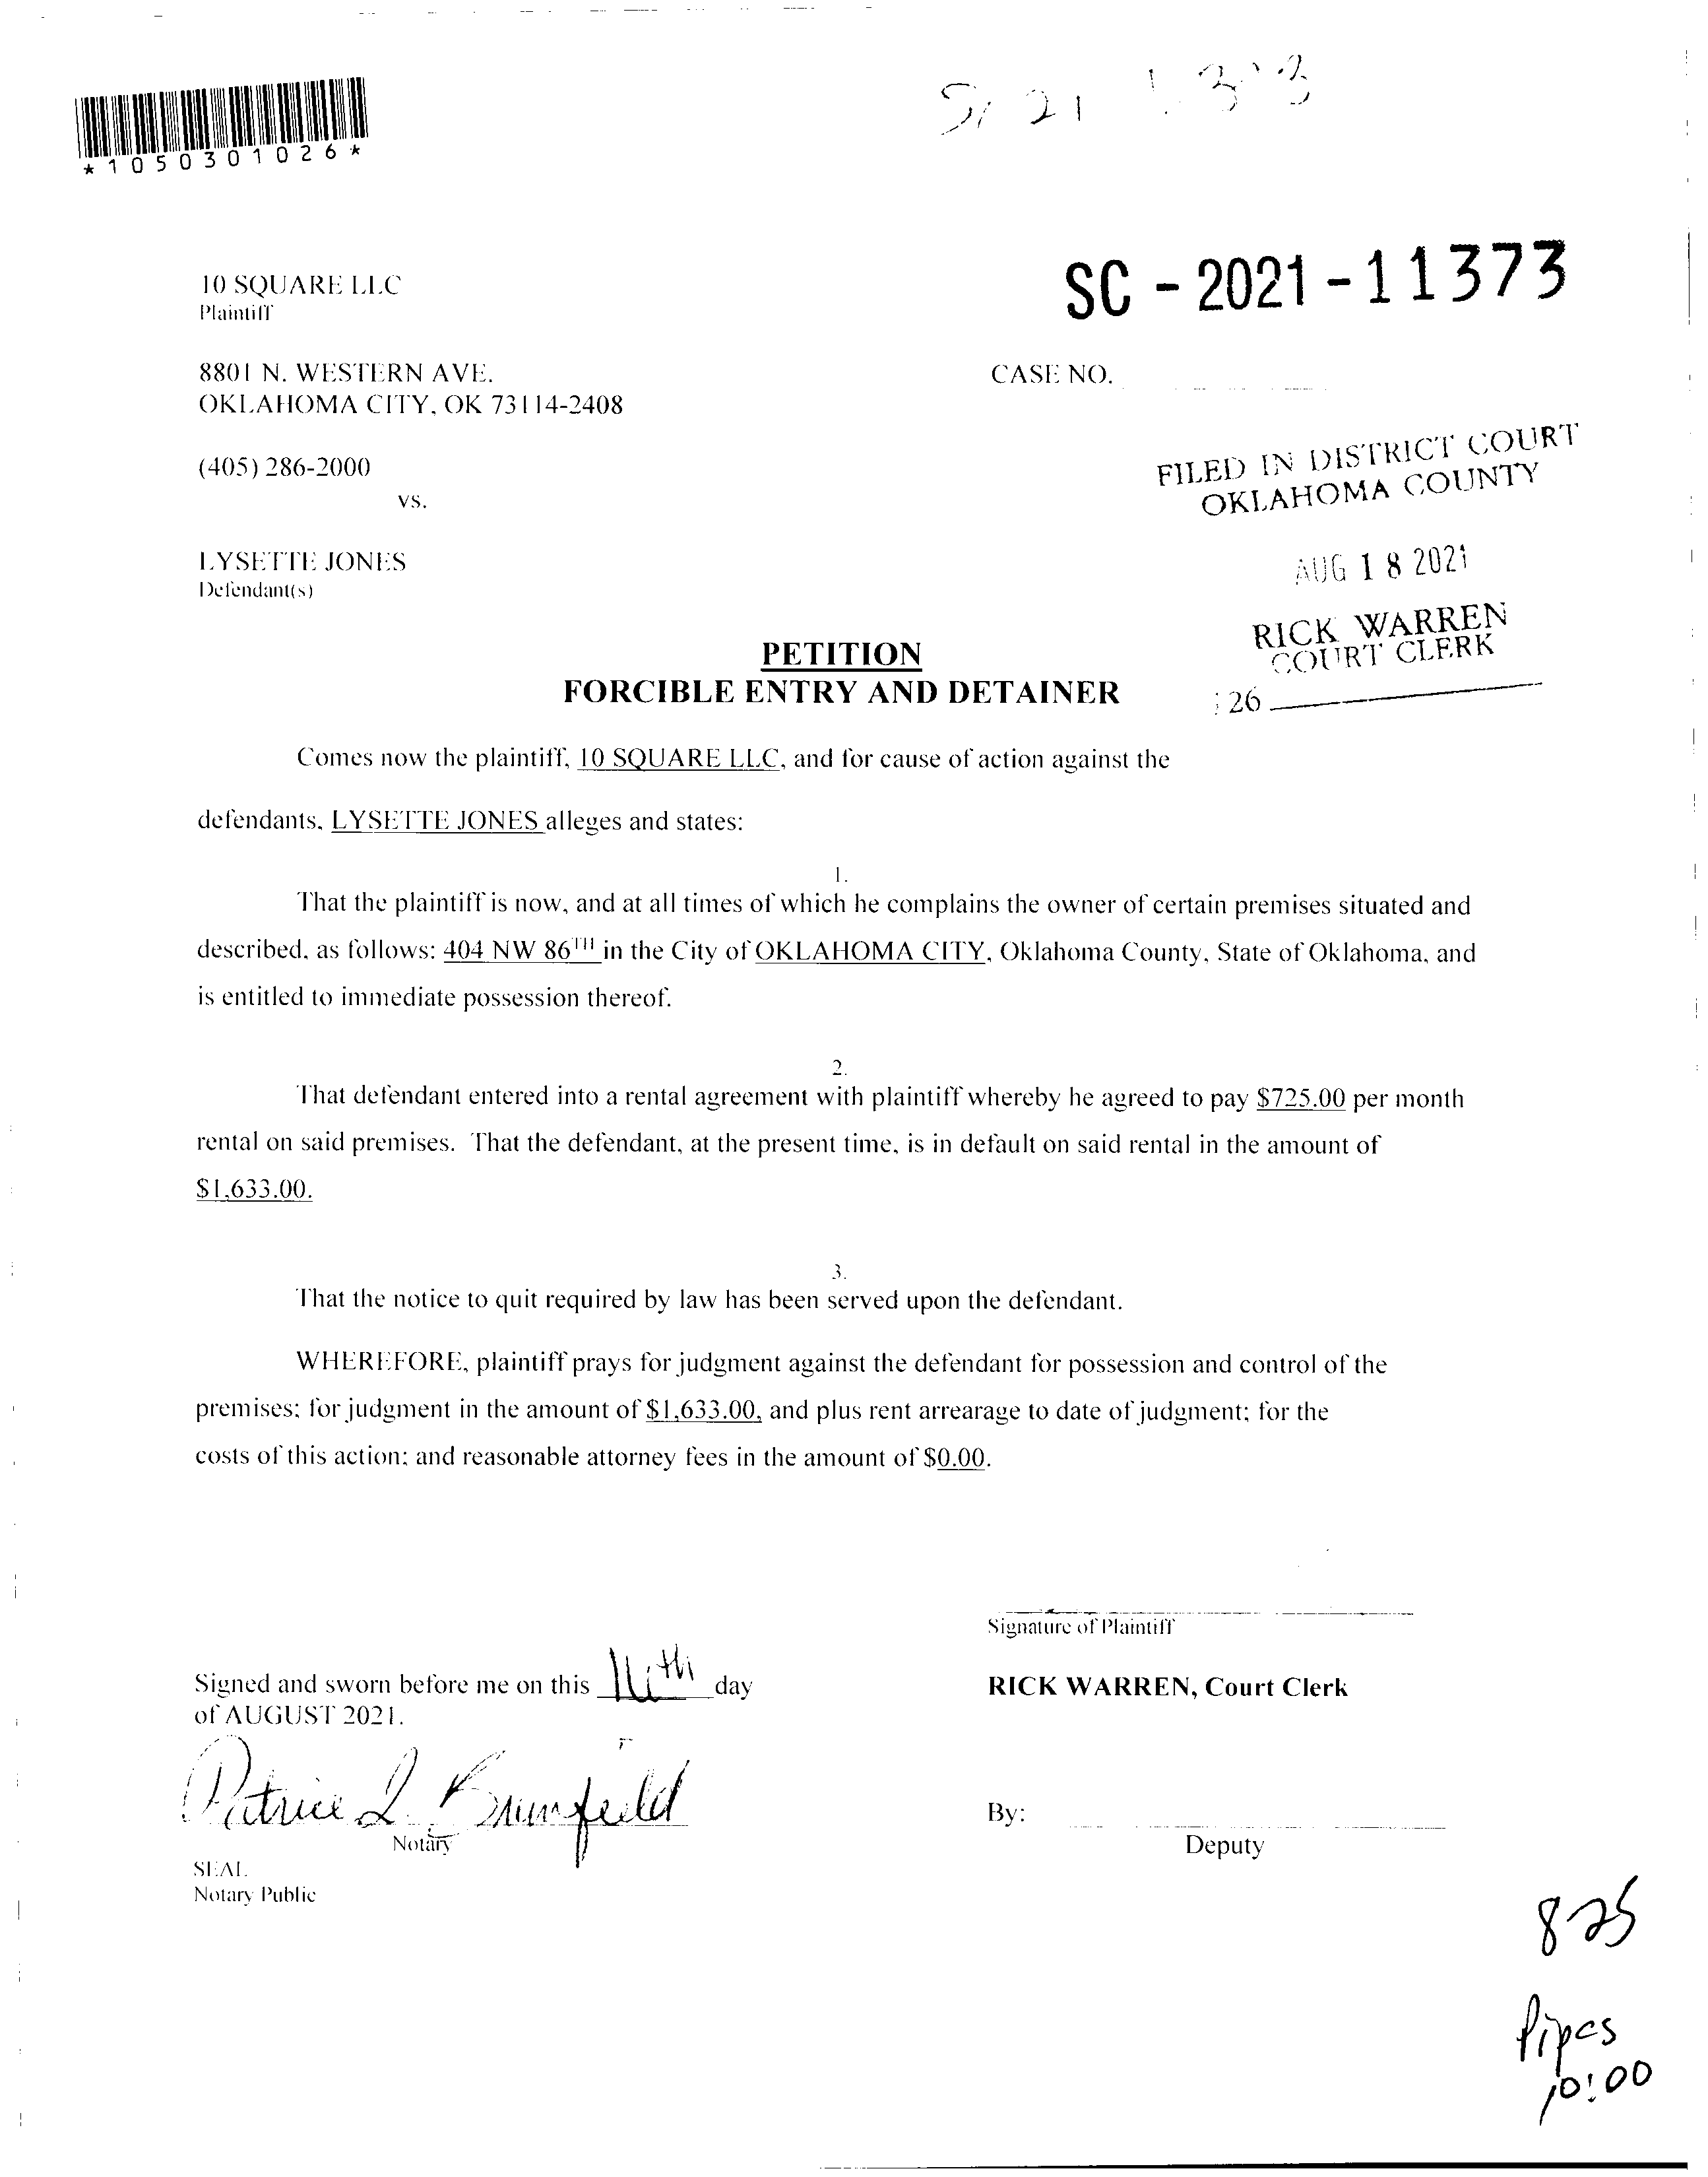 *1050301026*
10 SQUARE LLC
Plaintiff
SC - 2021 - 11373
8801 N. WESTERN AVE.
OKLAHOMA CITY, OK 73114-2408
CASE NO.
(405) 286-2000
vs.
FILED IN DISTRICT COURT
OKLAHOMA COUNTY
LYSETTE JONES
Defendant(s)
AUG 18 2021
RICK WARREN
COURT CLERK
26
PETITION
FORCIBLE ENTRY AND DETAINER
Comes now the plaintiff, 10 SQUARE LLC, and for cause of action against the
defendants, LYSETTE JONES alleges and states:
1.
That the plaintiff is now, and at all times of which he complains the owner of certain premises situated and
described, as follows: 404 NW 86TH in the City of OKLAHOMA CITY, Oklahoma County, State of Oklahoma, and
is entitled to immediate possession thereof.
2.
That defendant entered into a rental agreement with plaintiff whereby he agreed to pay $725.00 per month
rental on said premises. That the defendant, at the present time, is in default on said rental in the amount of
$1,633.00.
3.
That the notice to quit required by law has been served upon the defendant.
WHEREFORE, plaintiff prays for judgment against the defendant for possession and control of the
premises; for judgment in the amount of $1,633.00, and plus rent arrearage to date of judgment; for the
costs of this action; and reasonable attorney fees in the amount of $0.00.
Signature of Plaintiff
Signed and sworn before me on this day
of AUGUST 2021.
RICK WARREN, Court Clerk
Patrice L. Brumfield
Notary
By:
Deputy
SEAL
Notary Public
825
Pipes
10:00